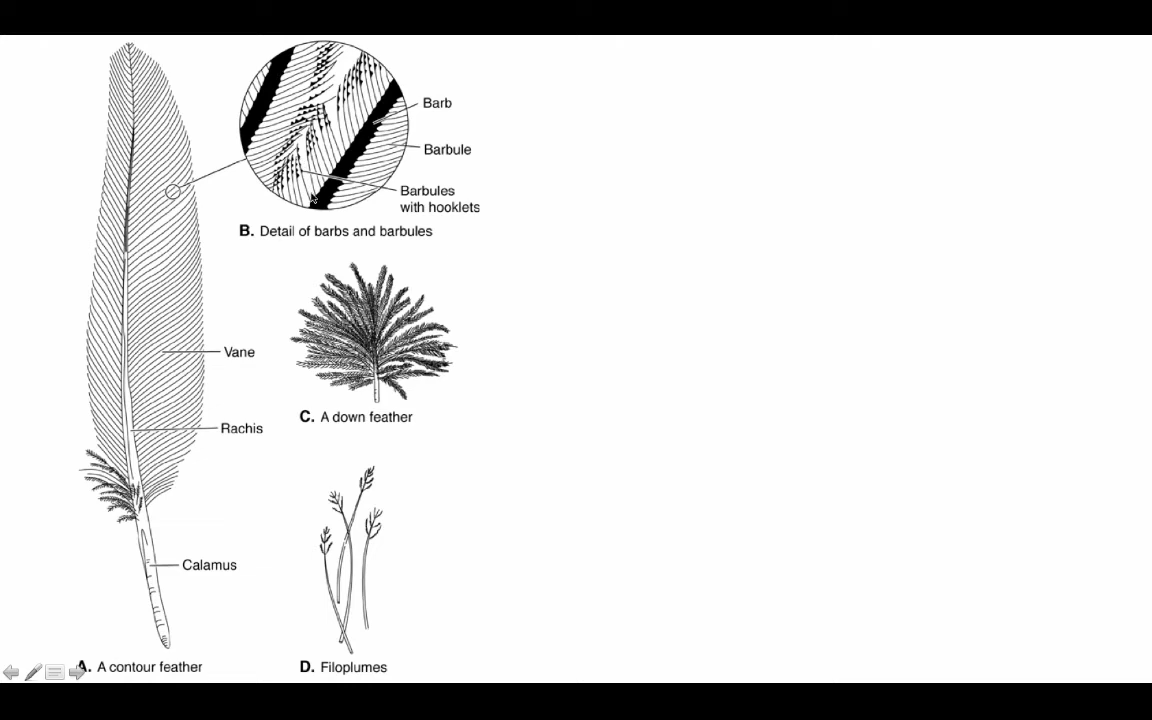 Barb
Barbule
Barbules
with hooklets
B. Detail of barbs and barbules
Vane
C. A down feather
Rachis
Calamus
A. A contour feather
D. Filoplumes